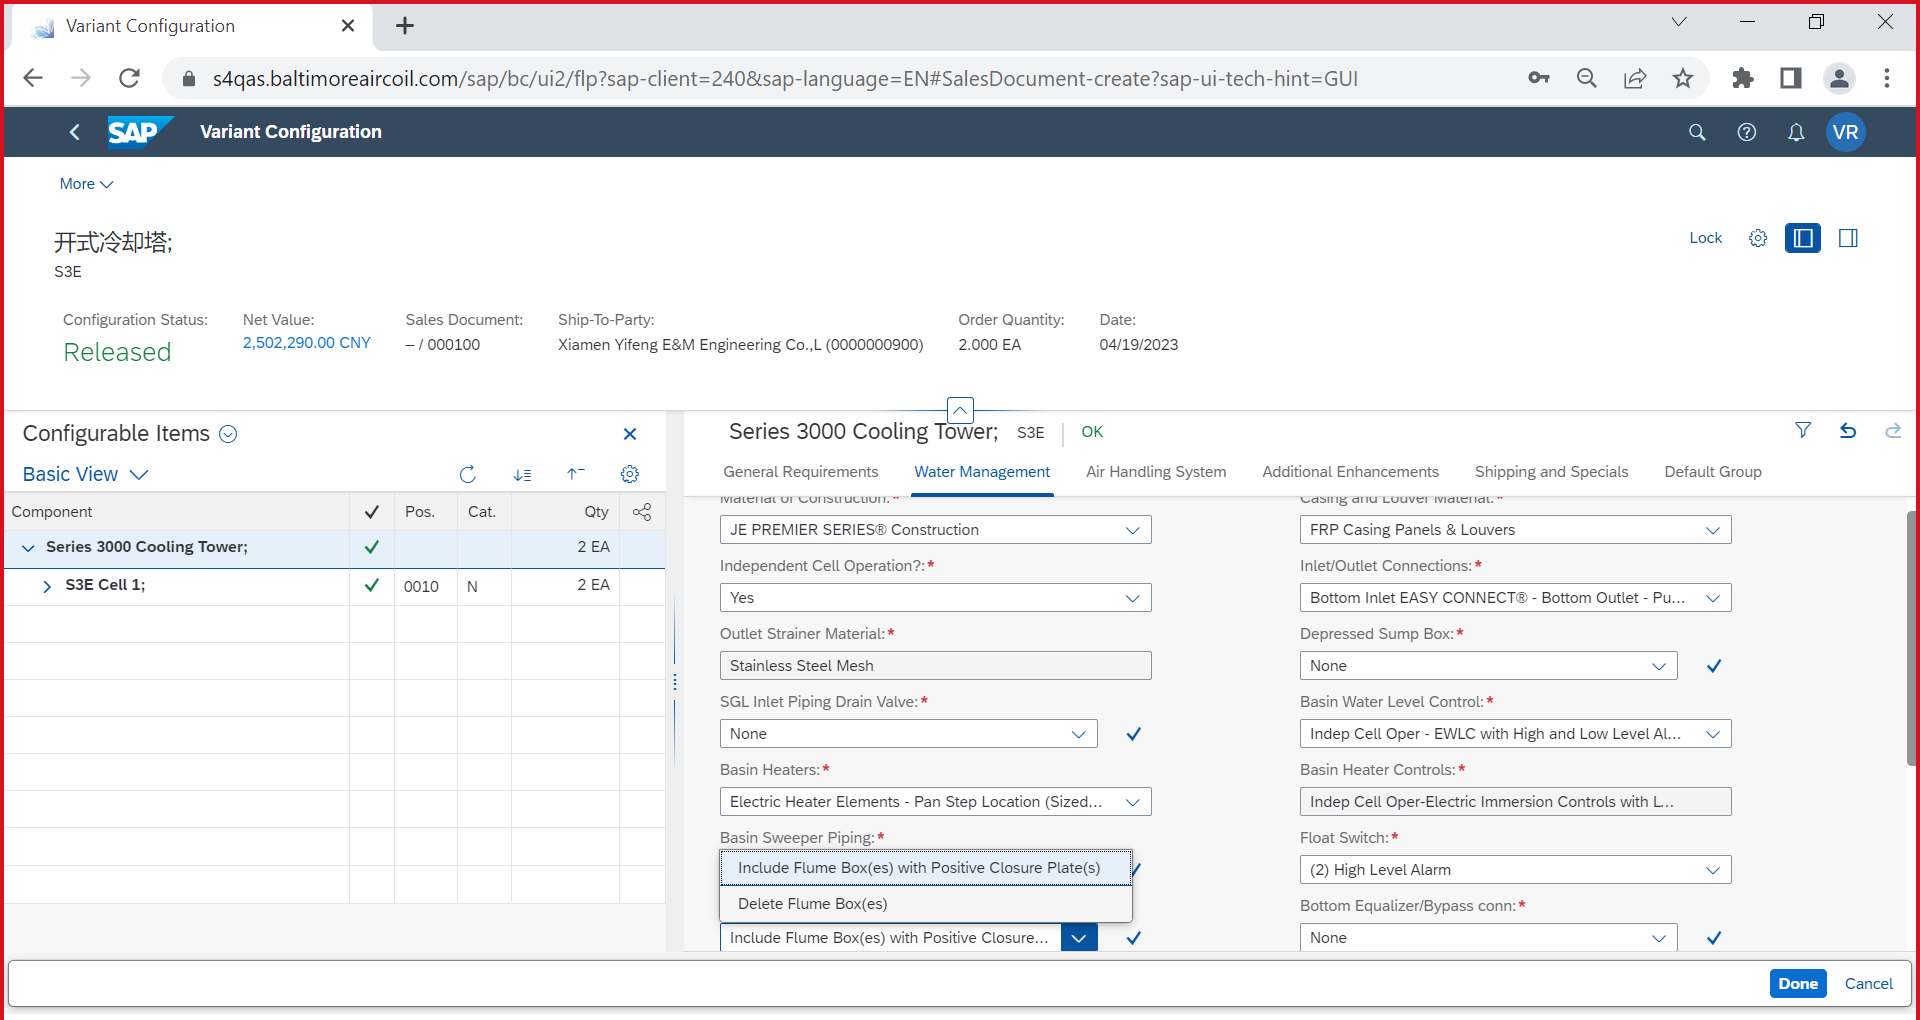 Variant Configuration
s4qas.baltimoreaircoil.com/sap/bc/ui2/flp?sap-client=240&sap-language=EN#SalesDocument-create?sap-ui-tech-hint=GUI
SAP Variant Configuration VR
More
开式冷却塔;
S3E
Lock
Configuration Status: Net Value: Sales Document: Ship-To-Party: Order Quantity: Date:
Released 2,502,290.00 CNY – / 000100 Xiamen Yifeng E&M Engineering Co.,L (0000000900) 2.000 EA 04/19/2023
Configurable Items
Basic View
Component Pos. Cat. Qty
Series 3000 Cooling Tower; 2 EA
S3E Cell 1; 0010 N 2 EA
Series 3000 Cooling Tower; S3E OK
General Requirements Water Management Air Handling System Additional Enhancements Shipping and Specials Default Group
Material of Construction:* Casing and Louver Material:*
JE PREMIER SERIES® Construction FRP Casing Panels & Louvers
Independent Cell Operation?:* Inlet/Outlet Connections:*
Yes Bottom Inlet EASY CONNECT® - Bottom Outlet - Pu...
Outlet Strainer Material:* Depressed Sump Box:*
Stainless Steel Mesh None
SGL Inlet Piping Drain Valve:* Basin Water Level Control:*
None Indep Cell Oper - EWLC with High and Low Level Al...
Basin Heaters:* Basin Heater Controls:*
Electric Heater Elements - Pan Step Location (Sized... Indep Cell Oper-Electric Immersion Controls with L...
Basin Sweeper Piping:* Float Switch:*
Include Flume Box(es) with Positive Closure Plate(s) (2) High Level Alarm
Delete Flume Box(es) Bottom Equalizer/Bypass conn:*
Include Flume Box(es) with Positive Closure... None
Done Cancel